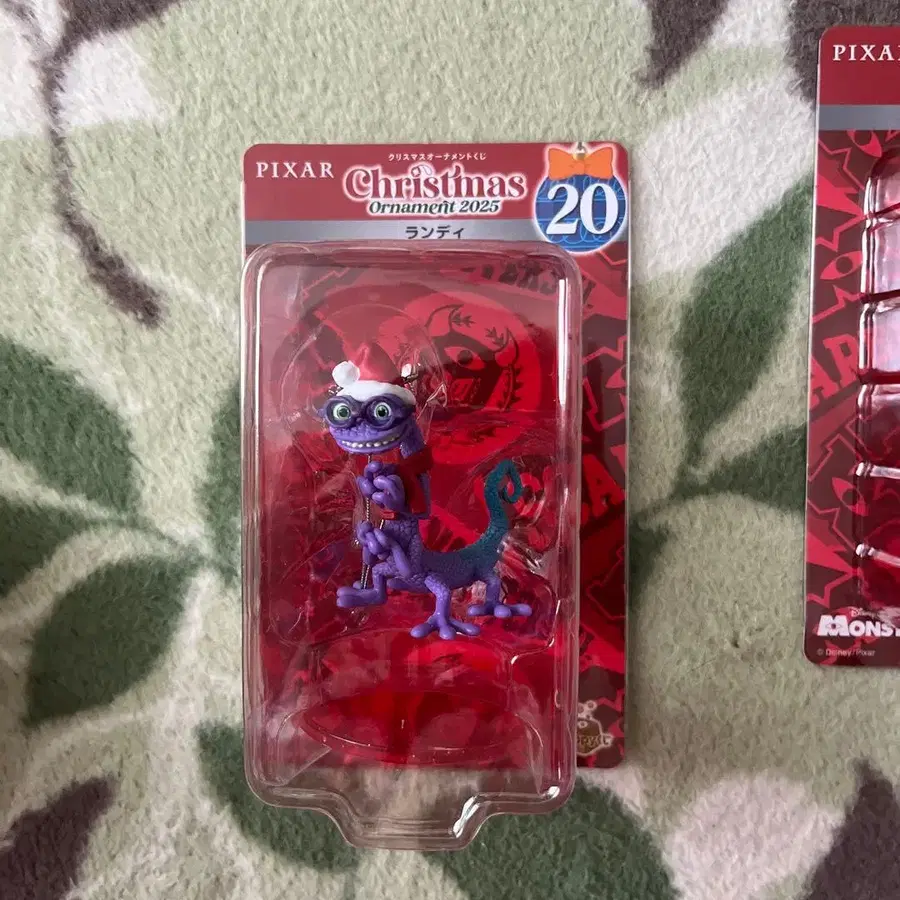 PIXAR
クリスマスオーナメントくじ
Christmas
Ornament 2025
20
ランディ
PIXA
MONS
© Disney/Pixar